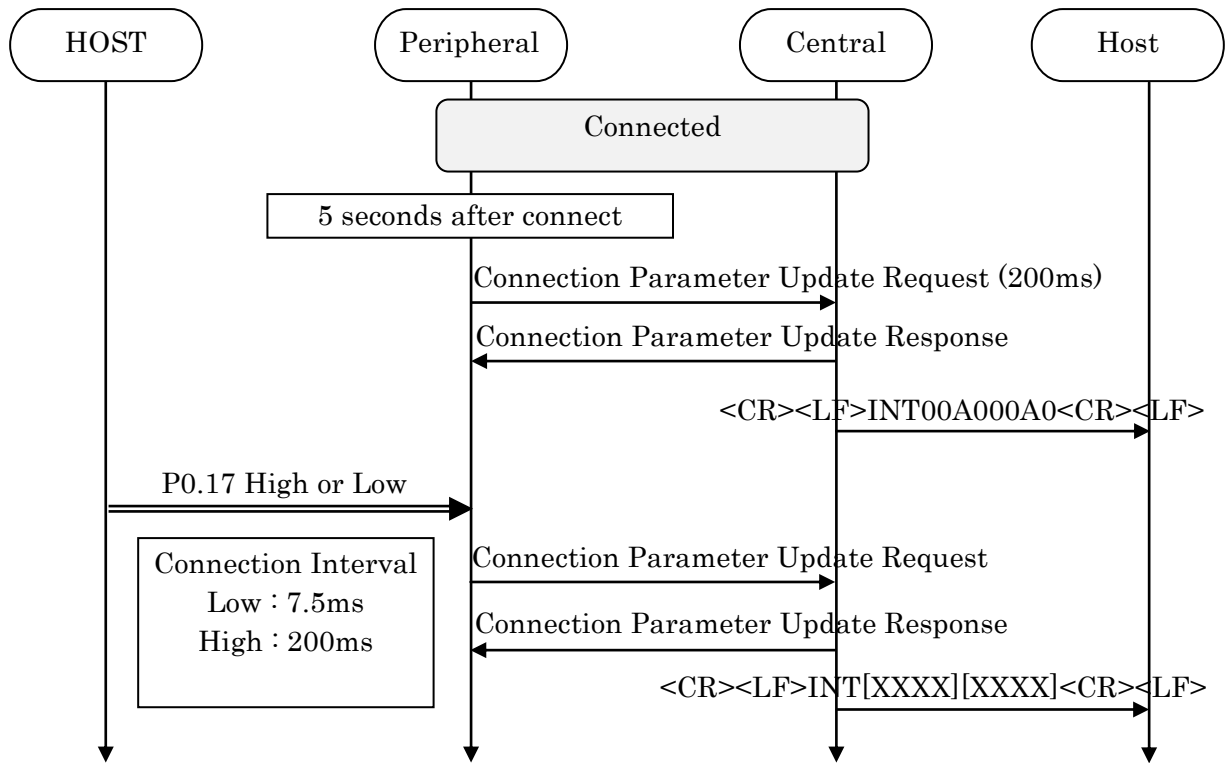 HOST
Peripheral
Central
Host
Connected
5 seconds after connect
Connection Parameter Update Request (200ms)
Connection Parameter Update Response
<CR><LF>INT00A000A0<CR><LF>
P0.17 High or Low
Connection Interval
Low : 7.5ms
High : 200ms
Connection Parameter Update Request
Connection Parameter Update Response
<CR><LF>INT[XXXX][XXXX]<CR><LF>